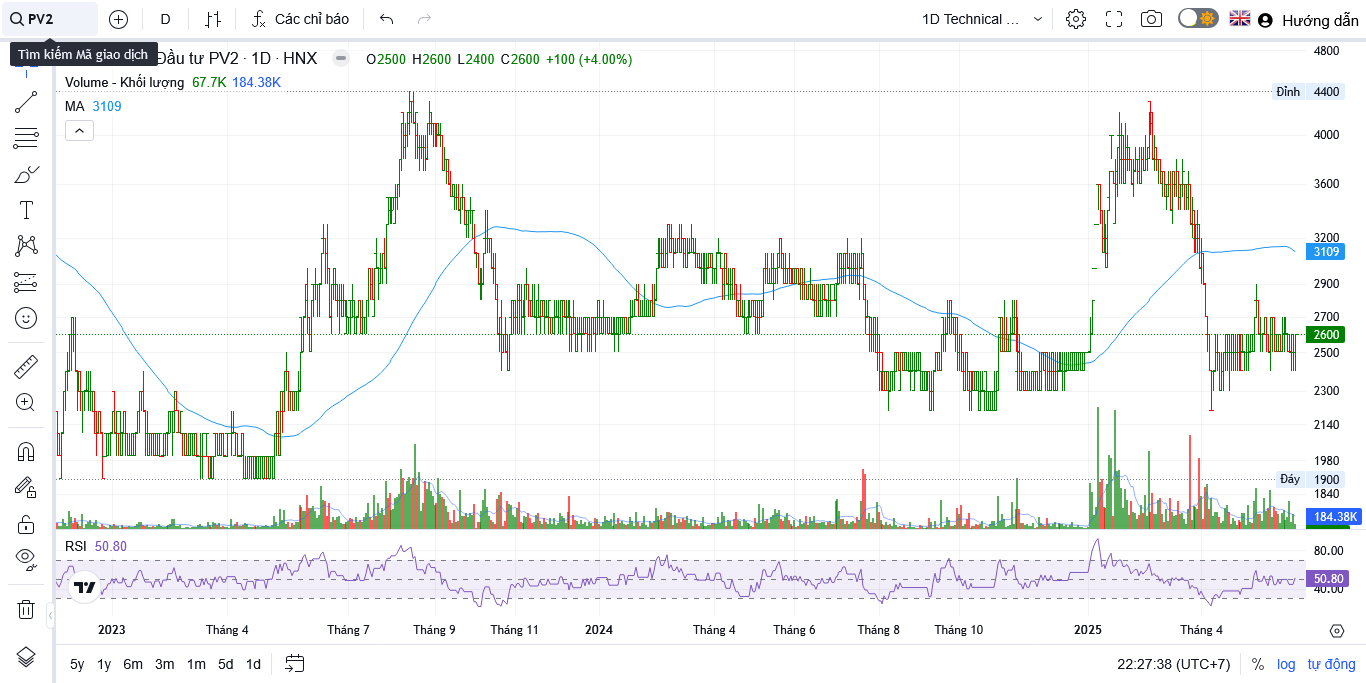 PV2 D Các chỉ báo 1D Technical ... Hướng dẫn
Tìm kiếm Mã giao dịch
Đầu tư PV2 · 1D · HNX O2500 H2600 L2400 C2600 +100 (+4.00%)
Volume - Khối lượng 67.7K 184.38K
MA 3109
4800
Đỉnh 4400
4000
3600
3200
3109
2900
2700
2600
2500
2300
2140
1980
Đáy 1900
1840
184.38K
RSI 50.80
80.00
50.80
40.00
2023 Tháng 4 Tháng 7 Tháng 9 Tháng 11 2024 Tháng 4 Tháng 6 Tháng 8 Tháng 10 2025 Tháng 4
5y 1y 6m 3m 1m 5d 1d 22:27:38 (UTC+7) % log tự động